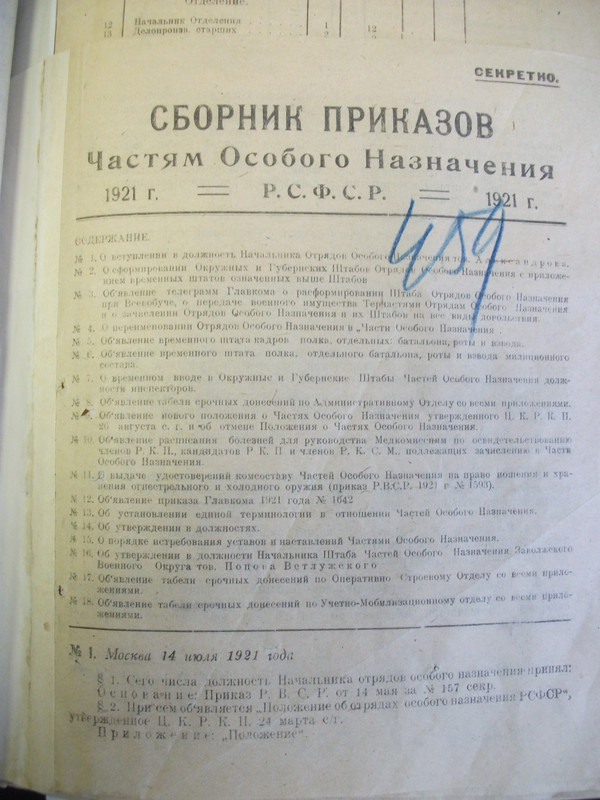 Отделение.
12 Начальник Отделения 1
13 Делопроизв. старших 12
СЕКРЕТНО.
СБОРНИК ПРИКАЗОВ
Частям Особого Назначения
1921 г. Р. С. Ф. С. Р. 1921 г.
459
СОДЕРЖАНИЕ.
№ 1. О вступлении в должность Начальника Отрядов Особого Назначения тов. Александрова.
№ 2. О сформировании Окружных и Губернских Штабов Отрядов Особого Назначения с приложе-
нием временных штатов означенных выше Штабов
№ 3. Об'явление телеграмм Главкома о расформировании Штаба Отрядов Особого Назначения
при Всевобуче, о передаче военного имущества Терчастями Отрядам Особого Назначения
и о зачислении Отрядов Особого Назначения и их Штабов на все виды довольствия.
№ 4. О переименовании Отрядов Особого Назначения в „Части Особого Назначения“.
№ 5. Об'явление временного штата кадров полка, отдельных: батальона, роты и взвода.
№ 6. Об'явление временного штата полка, отдельного батальона, роты и взвода милиционного
состава.
№ 7. О временном вводе в Окружные и Губернские Штабы Частей Особого Назначения долж-
ности инспекторов.
№ 8. Об'явление табели срочных донесений по Административному Отделу со всеми приложениями.
№ 9. Об'явление нового положения о Частях Особого Назначения утвержденного Ц. К. Р. К. П.
26 августа с. г. и об отмене Положения о Частях Особого Назначения.
№ 10. Об'явление расписания болезней для руководства Медкомиссиям по освидетельствованию
членов Р. К. П., кандидатов Р. К. П. и членов Р. К. С. М., подлежащих зачислению в Части
Особого Назначения.
№ 11. О выдаче удостоверений комсоставу Частей Особого Назначения на право ношения и хра-
нения огнестрельного и холодного оружия (приказ Р.В.С.Р. 1921 г № 1593).
№ 12. Об'явление приказа Главкома 1921 года № 1642
№ 13. Об установлении единой терминологии в отношении Частей Особого Назначения.
№ 14. Об утверждении в должностях.
№ 15. О порядке истребования уставов и наставлений Частями Особого Назначения.
№ 16. Об утверждении в должности Начальника Штаба Частей Особого Назначения Заволжского
Военного Округа тов. Попова Ветлужского
№ 17. Об'явление табели срочных донесений по Оперативно Строевому Отделу со всеми прило-
жениями.
№ 18. Об'явление табели срочных донесений по Учетно-Мобилизационному отделу со всеми прило-
жениями.
№ 1. Москва 14 июля 1921 года
§ 1. Сего числа должность Начальника отрядов особого назначения принял:
Основание: Приказ Р. В. С. Р. от 14 мая за № 157 секр.
§ 2. При сем об'является „Положение об отрядах особого назначения РСФСР“,
утвержденное Ц. К. Р. К. П. 24 марта с/г.
Приложение: „Положение“.